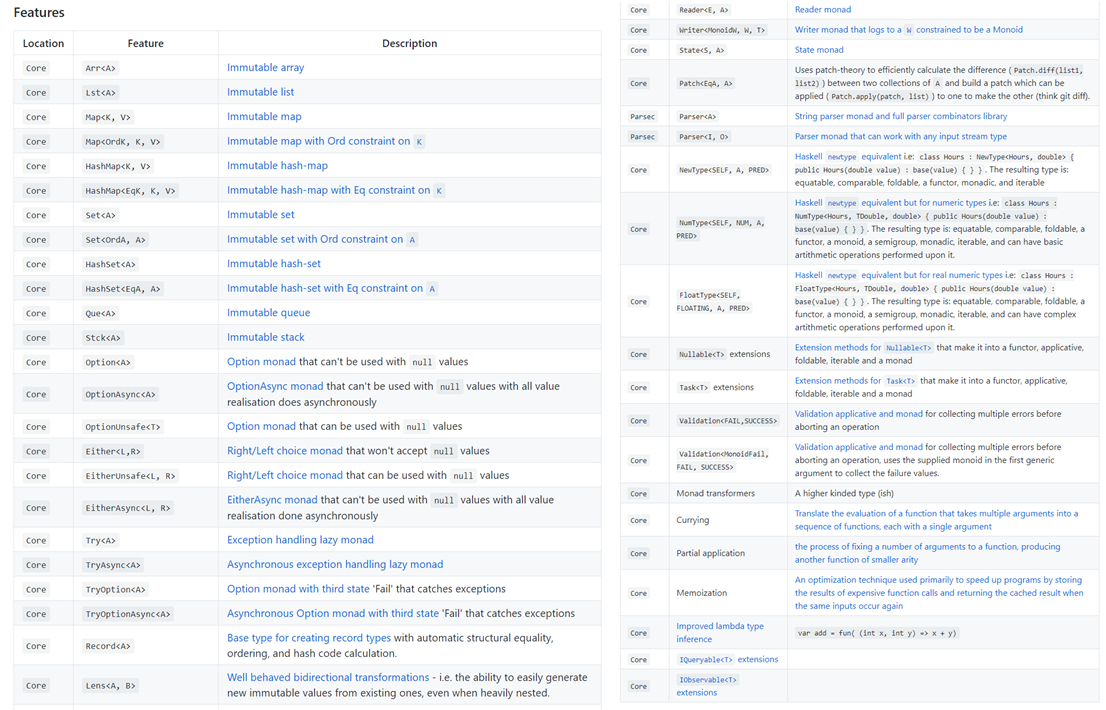 Features
Location Feature Description
Core Arr<A> Immutable array
Core Lst<A> Immutable list
Core Map<K, V> Immutable map
Core Map<OrdK, K, V> Immutable map with Ord constraint on K
Core HashMap<K, V> Immutable hash-map
Core HashMap<EqK, K, V> Immutable hash-map with Eq constraint on K
Core Set<A> Immutable set
Core Set<OrdA, A> Immutable set with Ord constraint on A
Core HashSet<A> Immutable hash-set
Core HashSet<EqA, A> Immutable hash-set with Eq constraint on A
Core Que<A> Immutable queue
Core Stck<A> Immutable stack
Core Option<A> Option monad that can't be used with null values
Core OptionAsync<A> OptionAsync monad that can't be used with null values with all value
realisation does asynchronously
Core OptionUnsafe<T> Option monad that can be used with null values
Core Either<L,R> Right/Left choice monad that won't accept null values
Core EitherUnsafe<L, R> Right/Left choice monad that can be used with null values
Core EitherAsync<L, R> EitherAsync monad that can't be used with null values with all value
realisation done asynchronously
Core Try<A> Exception handling lazy monad
Core TryAsync<A> Asynchronous exception handling lazy monad
Core TryOption<A> Option monad with third state 'Fail' that catches exceptions
Core TryOptionAsync<A> Asynchronous Option monad with third state 'Fail' that catches exceptions
Core Record<A> Base type for creating record types with automatic structural equality,
ordering, and hash code calculation.
Core Lens<A, B> Well behaved bidirectional transformations - i.e. the ability to easily generate
new immutable values from existing ones, even when heavily nested.
Core Reader<E, A> Reader monad
Core Writer<MonoidW, W, T> Writer monad that logs to a W constrained to be a Monoid
Core State<S, A> State monad
Core Patch<EqA, A> Uses patch-theory to efficiently calculate the difference ( Patch.diff(list1,
list2) ) between two collections of A and build a patch which can be
applied ( Patch.apply(patch, list) ) to one to make the other (think git diff).
Parsec Parser<A> String parser monad and full parser combinators library
Parsec Parser<I, O> Parser monad that can work with any input stream type
Core NewType<SELF, A, PRED> Haskell newtype equivalent i.e: class Hours : NewType<Hours, double> {
public Hours(double value) : base(value) { } } . The resulting type is:
equatable, comparable, foldable, a functor, monadic, and iterable
Core NumType<SELF, NUM, A,
PRED> Haskell newtype equivalent but for numeric types i.e: class Hours :
NumType<Hours, TDouble, double> { public Hours(double value) :
base(value) { } } . The resulting type is: equatable, comparable, foldable, a
functor, a monoid, a semigroup, monadic, iterable, and can have basic
artithmetic operations performed upon it.
Core FloatType<SELF,
FLOATING, A, PRED> Haskell newtype equivalent but for real numeric types i.e: class Hours :
FloatType<Hours, TDouble, double> { public Hours(double value) :
base(value) { } } . The resulting type is: equatable, comparable, foldable, a
functor, a monoid, a semigroup, monadic, iterable, and can have complex
artithmetic operations performed upon it.
Core Nullable<T> extensions Extension methods for Nullable<T> that make it into a functor, applicative,
foldable, iterable and a monad
Core Task<T> extensions Extension methods for Task<T> that make it into a functor, applicative,
foldable, iterable and a monad
Core Validation<FAIL,SUCCESS> Validation applicative and monad for collecting multiple errors before
aborting an operation
Core Validation<MonoidFail,
FAIL, SUCCESS> Validation applicative and monad for collecting multiple errors before
aborting an operation, uses the supplied monoid in the first generic
argument to collect the failure values.
Core Monad transformers A higher kinded type (ish)
Core Currying Translate the evaluation of a function that takes multiple arguments into a
sequence of functions, each with a single argument
Core Partial application the process of fixing a number of arguments to a function, producing
another function of smaller arity
Core Memoization An optimization technique used primarily to speed up programs by storing
the results of expensive function calls and returning the cached result when
the same inputs occur again
Core Improved lambda type
inference var add = fun( (int x, int y) => x + y)
Core IQueryable<T> extensions
Core IObservable<T>
extensions